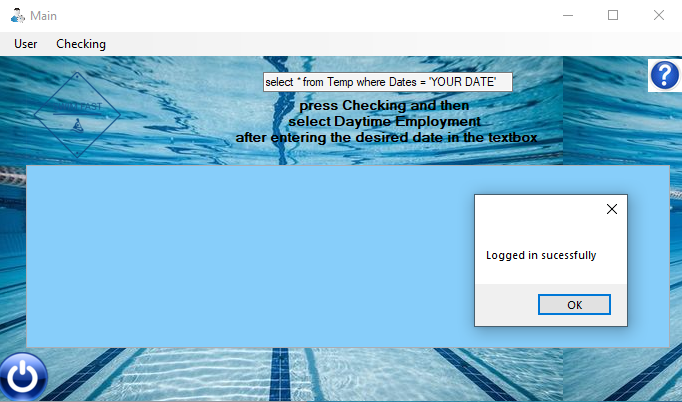 Main
User Checking
select * from Temp where Dates = 'YOUR DATE'
press Checking and then
select Daytime Employment
after entering the desired date in the textbox
Logged in sucessfully
OK